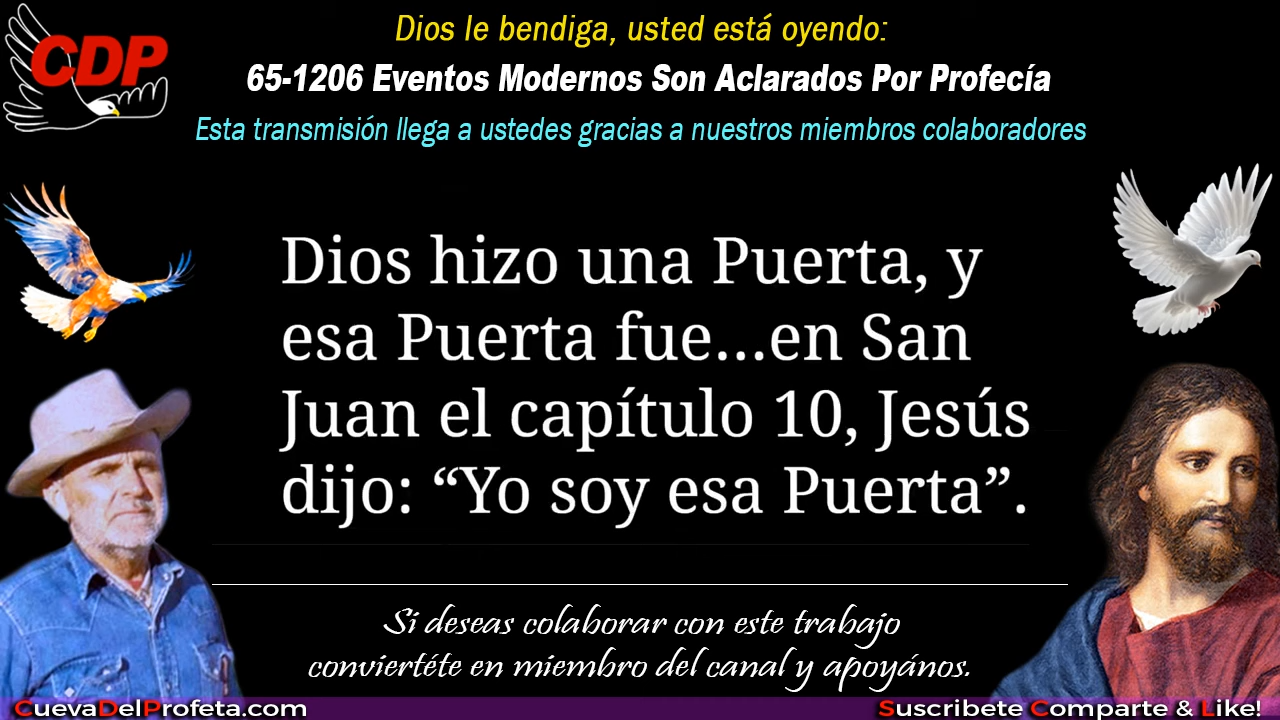 CDP
Dios le bendiga, usted está oyendo:
65-1206 Eventos Modernos Son Aclarados Por Profecía
Esta transmisión llega a ustedes gracias a nuestros miembros colaboradores
Dios hizo una Puerta, y
esa Puerta fue...en San
Juan el capítulo 10, Jesús
dijo: “Yo soy esa Puerta”.
Si deseas colaborar con este trabajo
conviertéte en miembro del canal y apoyános.
CuevaDelProfeta.com
Suscribete Comparte & Like!